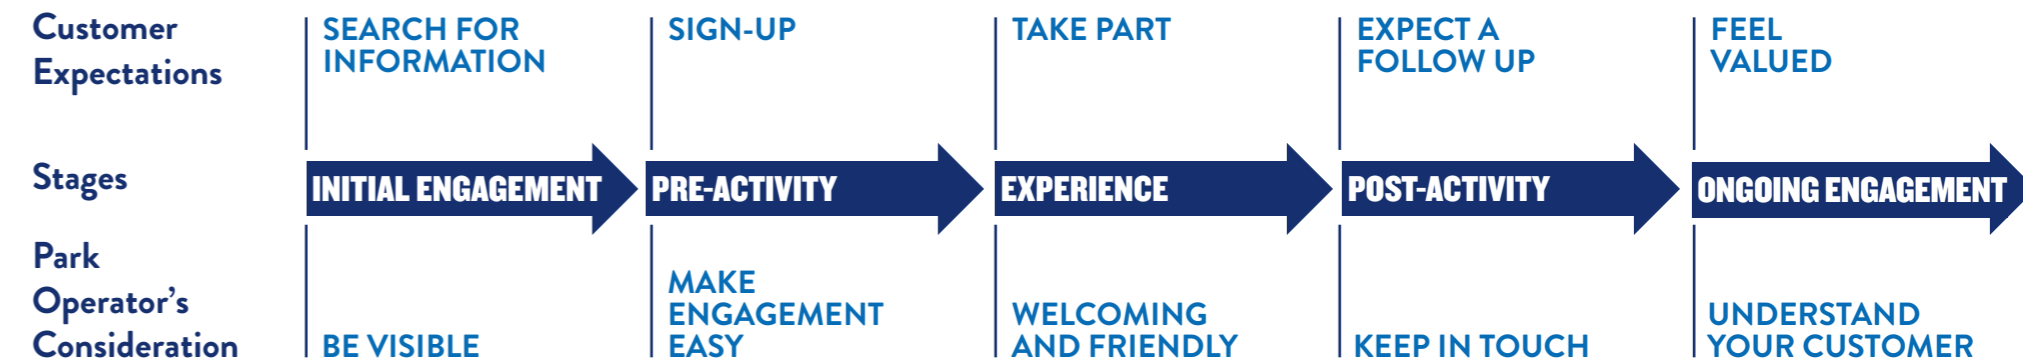 Customer
Expectations
SEARCH FOR
INFORMATION
SIGN-UP
TAKE PART
EXPECT A
FOLLOW UP
FEEL
VALUED
Stages
INITIAL ENGAGEMENT
PRE-ACTIVITY
EXPERIENCE
POST-ACTIVITY
ONGOING ENGAGEMENT
Park
Operator’s
Consideration
BE VISIBLE
MAKE
ENGAGEMENT
EASY
WELCOMING
AND FRIENDLY
KEEP IN TOUCH
UNDERSTAND
YOUR CUSTOMER